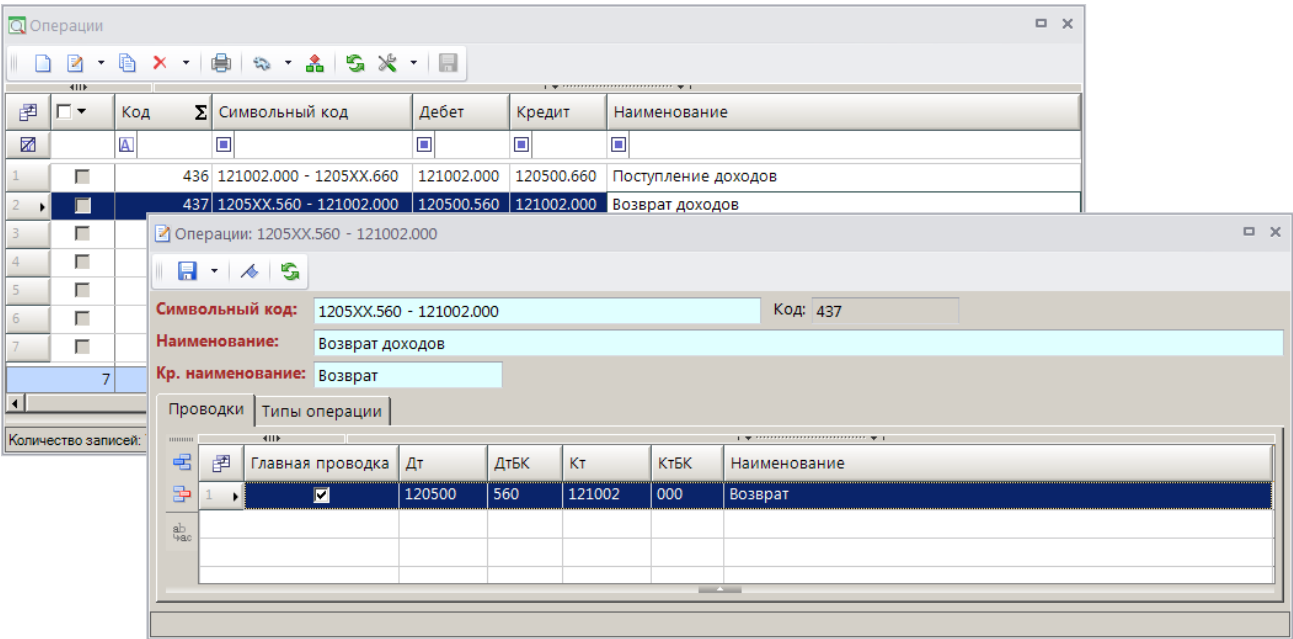 Операции
Код Σ Символьный код Дебет Кредит Наименование
1 436 121002.000 - 1205XX.660 121002.000 120500.660 Поступление доходов
2 437 1205XX.560 - 121002.000 120500.560 121002.000 Возврат доходов
3
4
5
6
7
7
Количество записей:
Операции: 1205XX.560 - 121002.000
Символьный код: 1205XX.560 - 121002.000 Код: 437
Наименование: Возврат доходов
Кр. наименование: Возврат
Проводки Типы операции
Главная проводка Дт ДтБК Кт КтБК Наименование
1 120500 560 121002 000 Возврат
ab
час